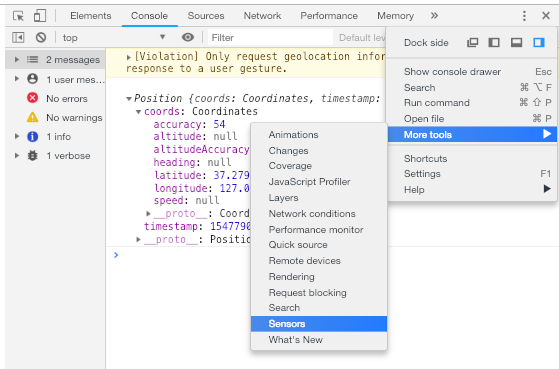 Elements Console Sources Network Performance Memory »
top Filter Default leve
2 messages
1 user mes...
No errors
No warnings
1 info
1 verbose
[Violation] Only request geolocation infor
response to a user gesture.
Position {coords: Coordinates, timestamp:
coords: Coordinates
accuracy: 54
altitude: null
altitudeAccuracy
heading: null
latitude: 37.279
longitude: 127.0
speed: null
__proto__: Coord
timestamp: 1547790
__proto__: Positio
Dock side
Show console drawer Esc
Search ⌘ ⌥ F
Run command ⌘ ⇧ P
Open file ⌘ P
More tools
Shortcuts
Settings F1
Help
Animations
Changes
Coverage
JavaScript Profiler
Layers
Network conditions
Performance monitor
Quick source
Remote devices
Rendering
Request blocking
Search
Sensors
What's New